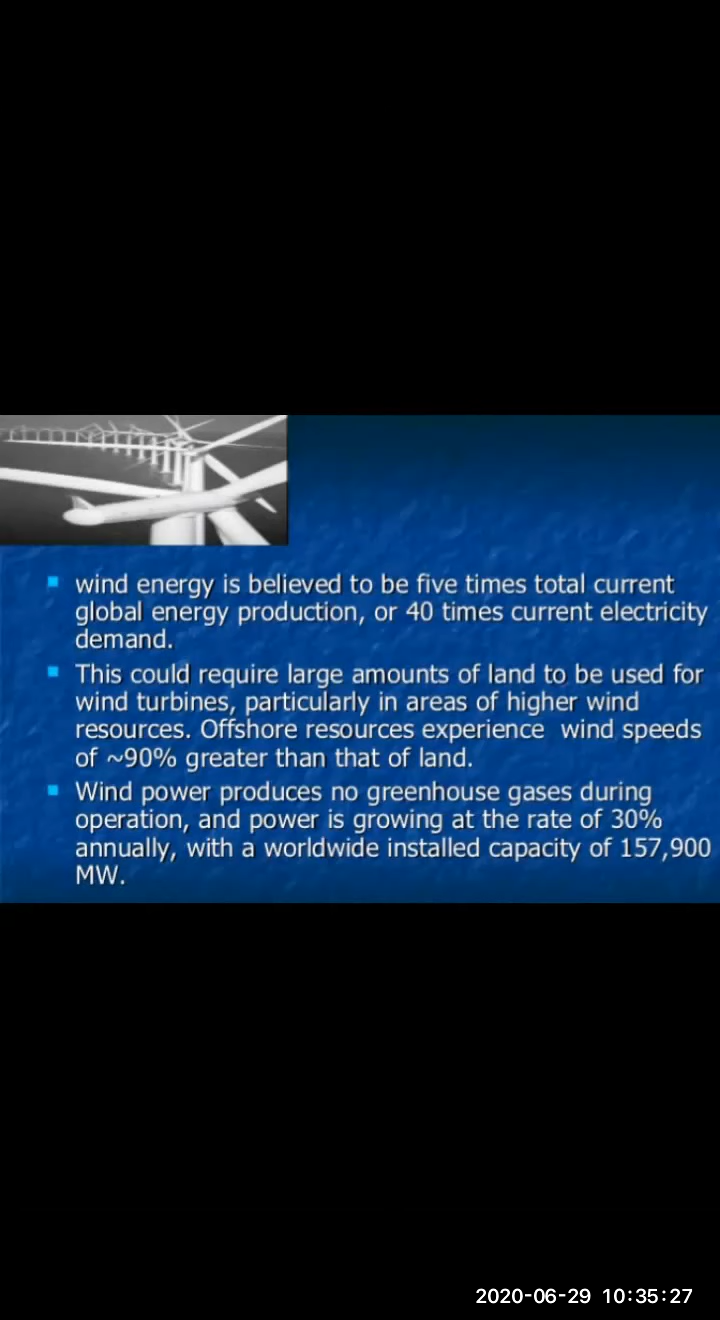 wind energy is believed to be five times total current
global energy production, or 40 times current electricity
demand.
This could require large amounts of land to be used for
wind turbines, particularly in areas of higher wind
resources. Offshore resources experience  wind speeds
of ~90% greater than that of land.
Wind power produces no greenhouse gases during
operation, and power is growing at the rate of 30%
annually, with a worldwide installed capacity of 157,900
MW.
2020-06-29 10:35:27